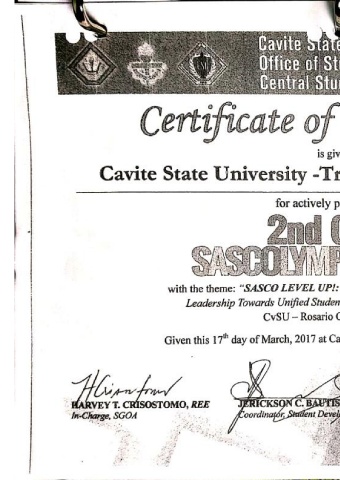 Cavite State
Office of St
Central Stu
Certificate of
is giv
Cavite State University -Tr
for actively p
2nd
SASCOLYMP
with the theme: "SASCO LEVEL UP!:
Leadership Towards Unified Studen
CvSU – Rosario C
Given this 17th day of March, 2017 at Ca
HARVEY T. CRISOSTOMO, REE
In-Charge, SGOA
JERICKSON C. BAUTIS
Coordinator, Student Devel